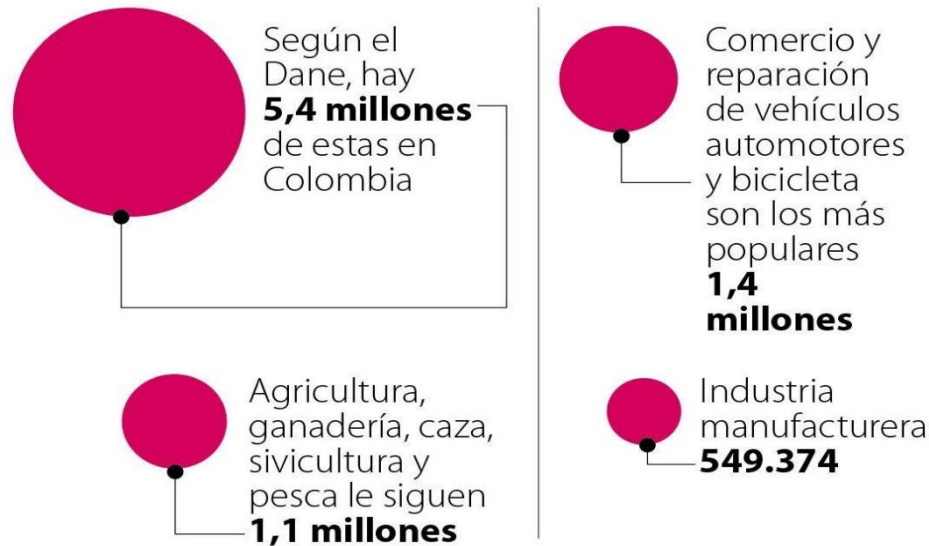 Según el
Dane, hay
5,4 millones
de estas en
Colombia
Comercio y
reparación
de vehículos
automotores
y bicicleta
son los más
populares
1,4
millones
Agricultura,
ganadería, caza,
sivicultura y
pesca le siguen
1,1 millones
Industria
manufacturera
549.374